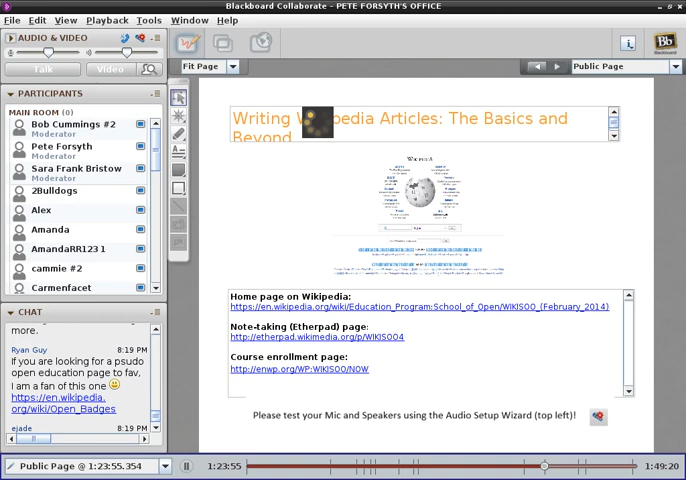 Blackboard Collaborate - PETE FORSYTH'S OFFICE
File Edit View Playback Tools Window Help
AUDIO & VIDEO
Talk Video
PARTICIPANTS
MAIN ROOM (0)
Bob Cummings #2
Moderator
Pete Forsyth
Moderator
Sara Frank Bristow
Moderator
2Bulldogs
Alex
Amanda
AmandaRR1231
cammie #2
Carmenfacet
CHAT
more.
Ryan Guy 8:19 PM
If you are looking for a psudo
open education page to fav,
I am a fan of this one
https://en.wikipedia.
org/wiki/Open_Badges
ejade 8:19 PM
Fit Page
Public Page
Bb
Blackboard
Writing W pedia Articles: The Basics and
Beyond
WIKIPEDIA
Home page on Wikipedia:
https://en.wikipedia.org/wiki/Education_Program:School_of_Open/WIKISOO_(February_2014)
Note-taking (Etherpad) page:
http://etherpad.wikimedia.org/p/WIKISOO4
Course enrollment page:
http://enwp.org/WP:WIKISOO/NOW
Please test your Mic and Speakers using the Audio Setup Wizard (top left)!
Public Page @ 1:23:55.354
1:23:55
1:49:20